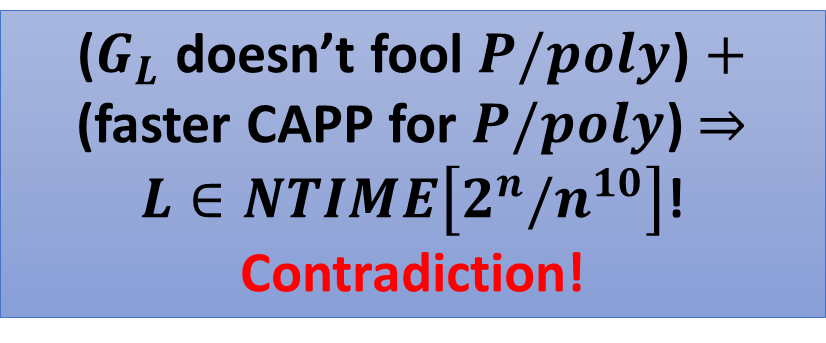 (G_L doesn't fool P/poly) +
(faster CAPP for P/poly) ⇒
L ∈ NTIME[2^n/n^10]!
Contradiction!